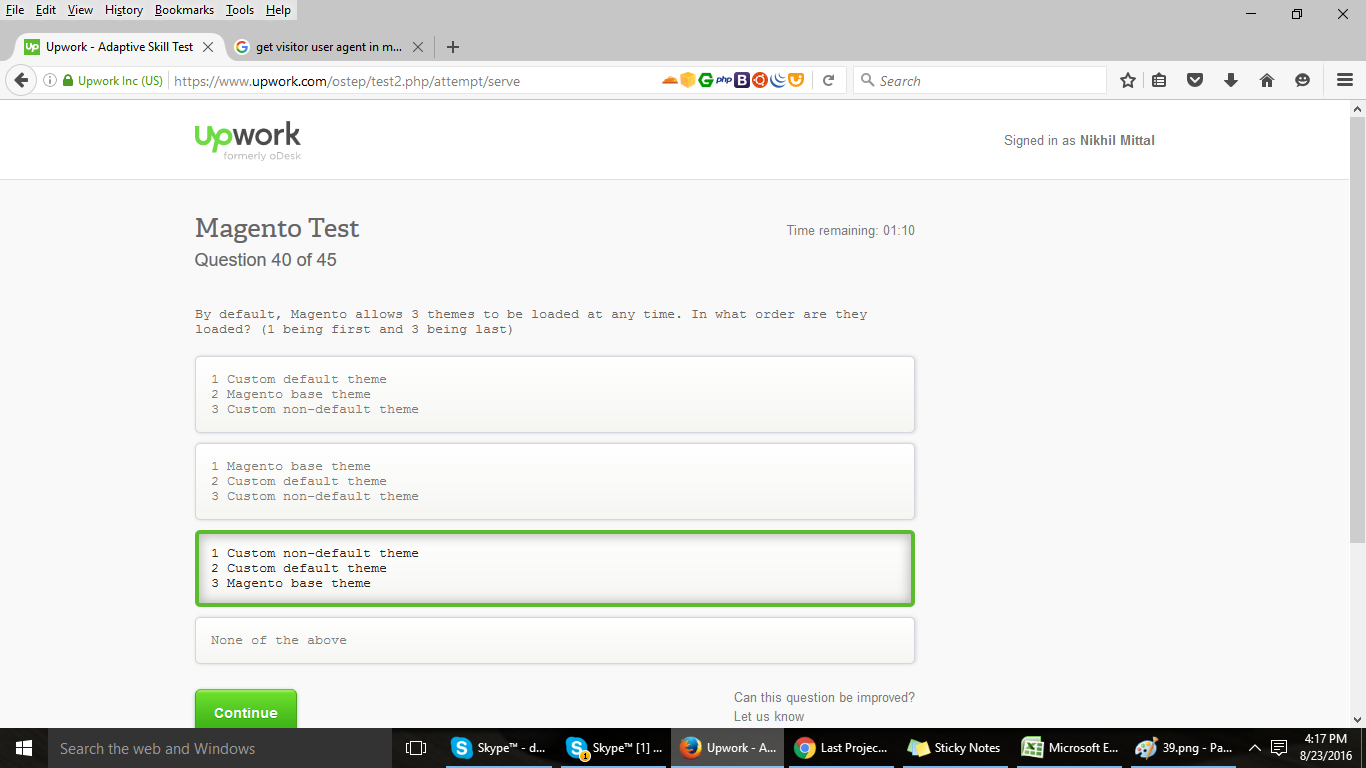 File Edit View History Bookmarks Tools Help
Upwork - Adaptive Skill Test
get visitor user agent in m...
Upwork Inc (US)
https://www.upwork.com/ostep/test2.php/attempt/serve
php
B
Search
upwork
formerly oDesk
Signed in as Nikhil Mittal
Magento Test
Time remaining: 01:10
Question 40 of 45
By default, Magento allows 3 themes to be loaded at any time. In what order are they
loaded? (1 being first and 3 being last)
1 Custom default theme
2 Magento base theme
3 Custom non-default theme
1 Magento base theme
2 Custom default theme
3 Custom non-default theme
1 Custom non-default theme
2 Custom default theme
3 Magento base theme
None of the above
Continue
Can this question be improved?
Let us know
Search the web and Windows
Skype™ - d...
Skype™ [1] ...
Upwork - A...
Last Projec...
Sticky Notes
Microsoft E...
39.png - Pa...
4:17 PM
8/23/2016